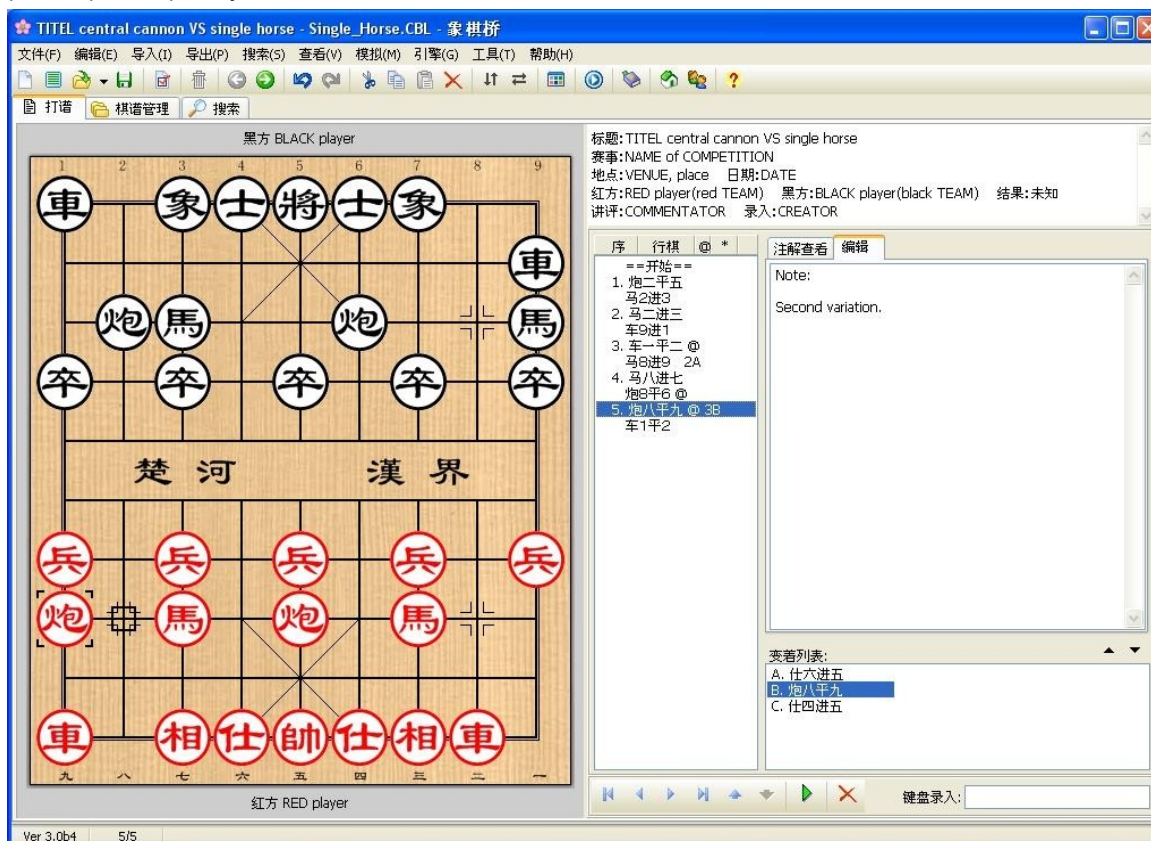 TITEL central cannon VS single horse - Single_Horse.CBL - 象棋桥
文件(F) 编辑(E) 导入(I) 导出(P) 搜索(S) 查看(V) 模拟(M) 引擎(G) 工具(T) 帮助(H)
打谱 棋谱管理 搜索
黑方 BLACK player
1 2 3 4 5 6 7 8 9
車 象 士 將 士 象
車
炮 馬 炮 馬
卒 卒 卒 卒 卒
楚 河 漢 界
兵 兵 兵 兵 兵
炮 馬 炮 馬
車 相 仕 帥 仕 相 車
九 八 七 六 五 四 三 二 一
红方 RED player
标题:TITEL central cannon VS single horse
赛事:NAME of COMPETITION
地点:VENUE, place 日期:DATE
红方:RED player(red TEAM) 黑方:BLACK player(black TEAM) 结果:未知
讲评:COMMENTATOR 录入:CREATOR
序 行棋 @ *
==开始==
1. 炮二平五
马2进3
2. 马二进三
车9进1
3. 车一平二 @
马8进9 2A
4. 马八进七
炮8平6 @
5. 炮八平九 @ 3B
车1平2
注解查看 编辑
Note:
Second variation.
变着列表:
A. 仕六进五
B. 炮八平九
C. 仕四进五
键盘录入:
Ver 3.0b4 5/5